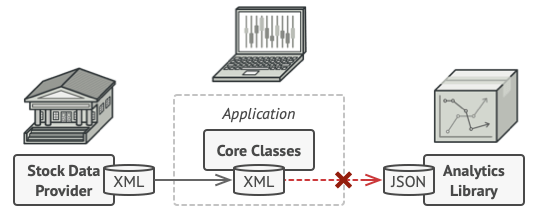 Application
Core Classes
Stock Data
Provider
XML
XML
JSON
Analytics
Library